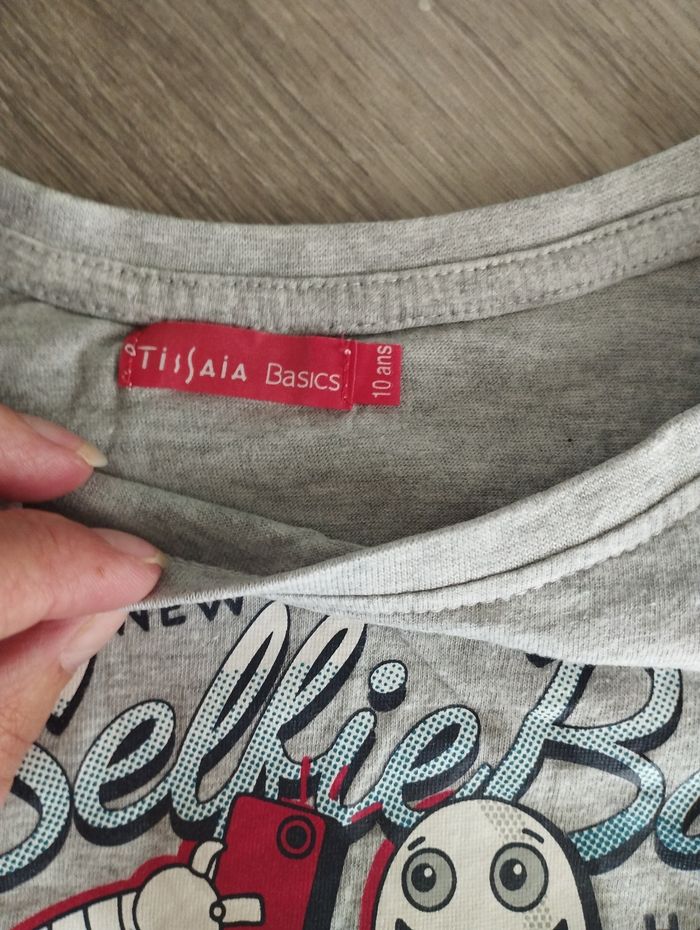 Tissaia Basics
10 ans
NEW
Selfie B
H